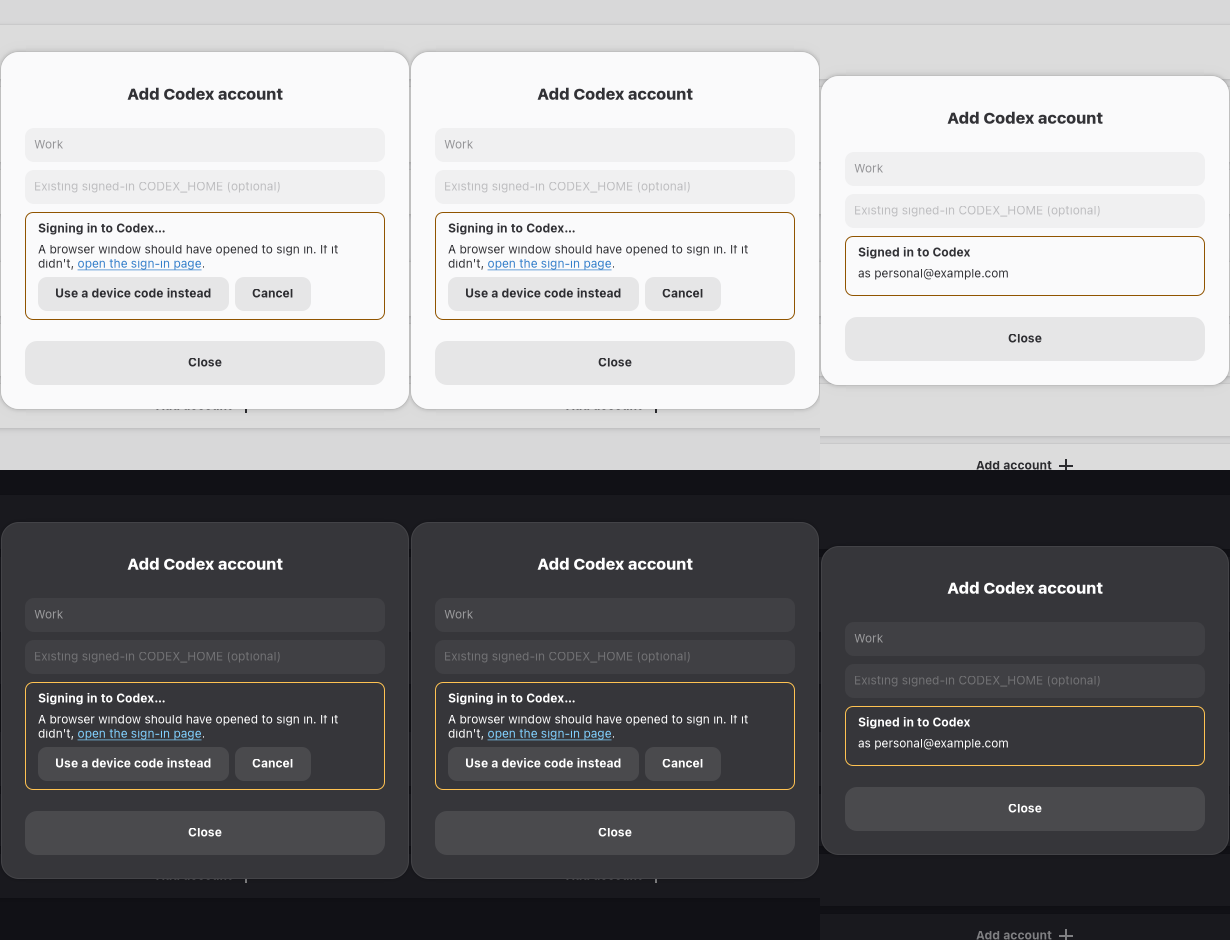 Add Codex account
Work
Existing signed-in CODEX_HOME (optional)
Signing in to Codex...
A browser window should have opened to sign in. If it
didn't, open the sign-in page.
Use a device code instead
Cancel
Close
Add Codex account
Work
Existing signed-in CODEX_HOME (optional)
Signing in to Codex...
A browser window should have opened to sign in. If it
didn't, open the sign-in page.
Use a device code instead
Cancel
Close
Add Codex account
Work
Existing signed-in CODEX_HOME (optional)
Signed in to Codex
as personal@example.com
Close
Add account
Add Codex account
Work
Existing signed-in CODEX_HOME (optional)
Signing in to Codex...
A browser window should have opened to sign in. If it
didn't, open the sign-in page.
Use a device code instead
Cancel
Close
Add Codex account
Work
Existing signed-in CODEX_HOME (optional)
Signing in to Codex...
A browser window should have opened to sign in. If it
didn't, open the sign-in page.
Use a device code instead
Cancel
Close
Add Codex account
Work
Existing signed-in CODEX_HOME (optional)
Signed in to Codex
as personal@example.com
Close
Add account